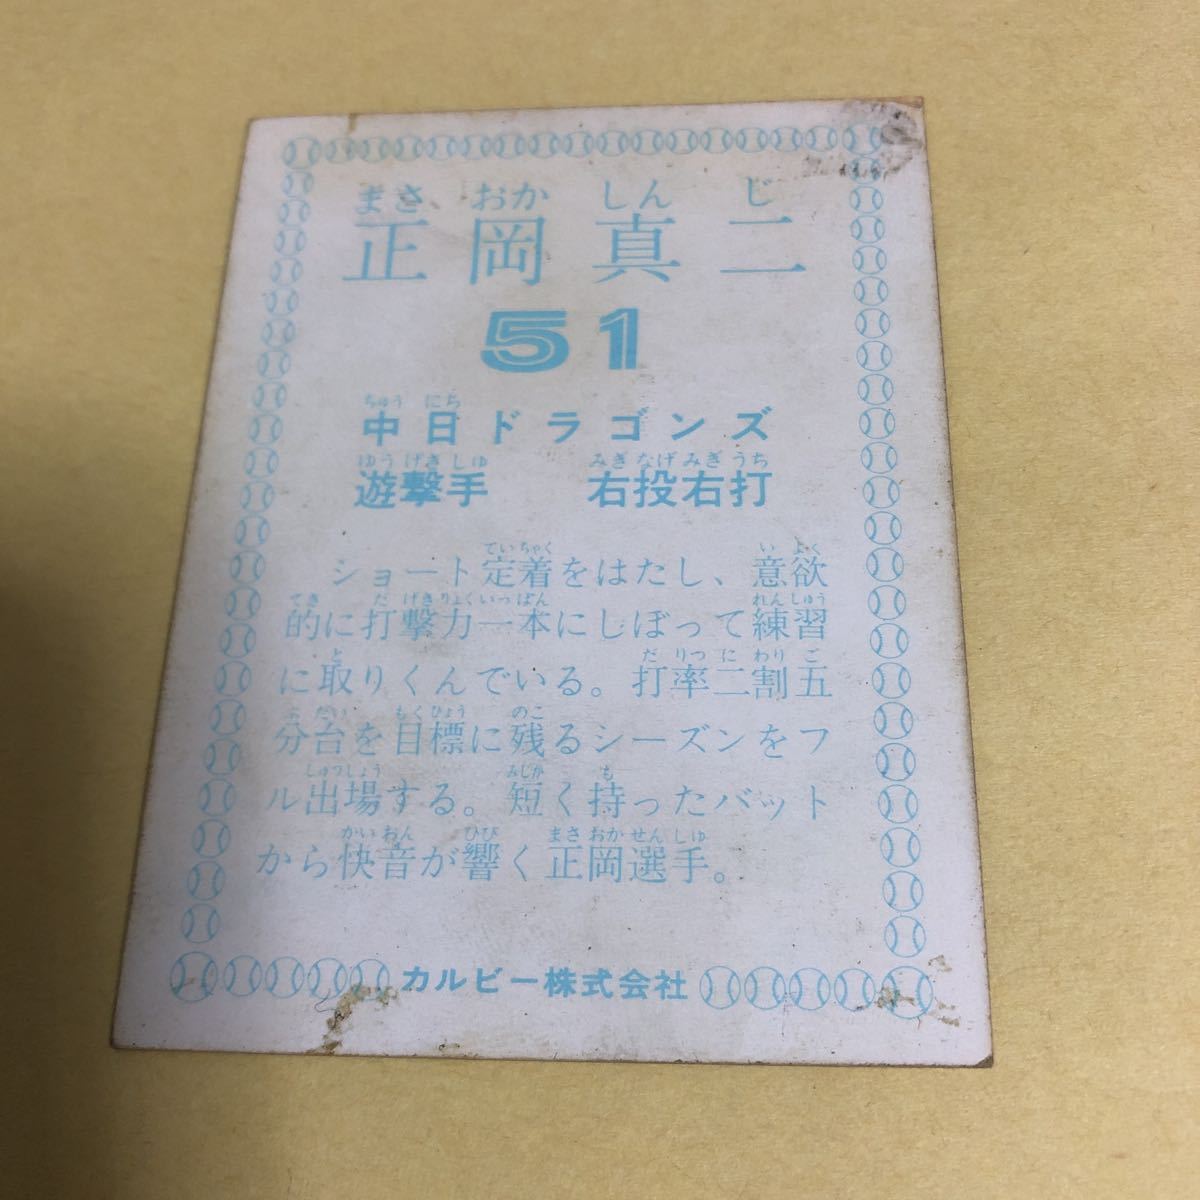 まさ おか しん じ
正岡真二
51
ちゅう にち
中日ドラゴンズ
ゆう げき しゅ みぎ なげ みぎ うち
遊撃手 右投右打
ていちゃく い よく
ショート定着をはたし、意欲
てき だ げきりょくいっぽん れんしゅう
的に打撃力一本にしぼって練習
と だ りつ に わり ご
に取りくんでいる。打率二割五
ぶ だい もくひょう のこ
分台を目標に残るシーズンをフ
しゅつじょう みじか も
ル出場する。短く持ったバット
かいおん ひび まさ おか せん しゅ
から快音が響く正岡選手。
カルビー株式会社